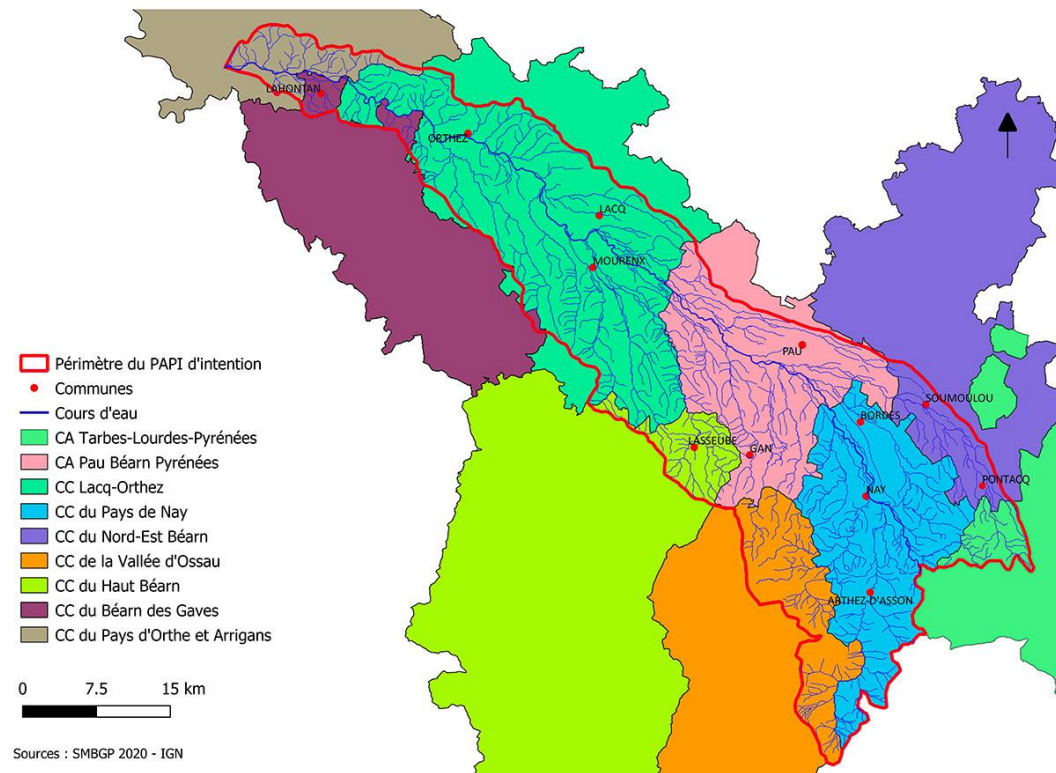 LAHONTAN
ORTHEZ
LACQ
MOURENX
PAU
SOUMOULOU
BORDES
LASSEUBE
GAN
PONTACQ
NAY
ARTHEZ-D'ASSON
Périmètre du PAPI d'intention
Communes
Cours d'eau
CA Tarbes-Lourdes-Pyrénées
CA Pau Béarn Pyrénées
CC Lacq-Orthez
CC du Pays de Nay
CC du Nord-Est Béarn
CC de la Vallée d'Ossau
CC du Haut Béarn
CC du Béarn des Gaves
CC du Pays d'Orthe et Arrigans
0 7.5 15 km
Sources : SMBGP 2020 - IGN